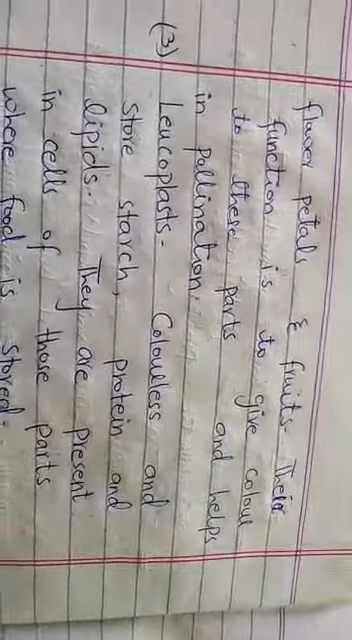 flower petals & fruits. Their
function is to give colour
to these parts and helps
in pollination.
(3) Leucoplasts - Colourless and
store starch, protein and
lipids. They are present
in cells of those parts
where food is stored.